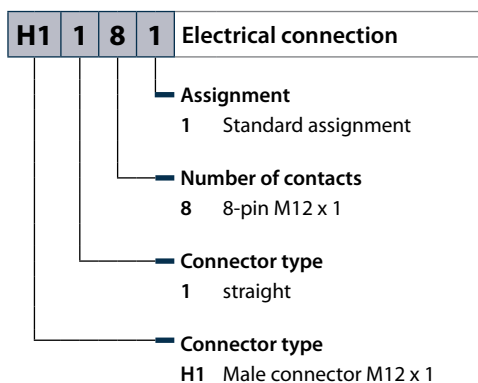 H1 1 8 1 Electrical connection
Assignment
1 Standard assignment
Number of contacts
8 8-pin M12 x 1
Connector type
1 straight
Connector type
H1 Male connector M12 x 1